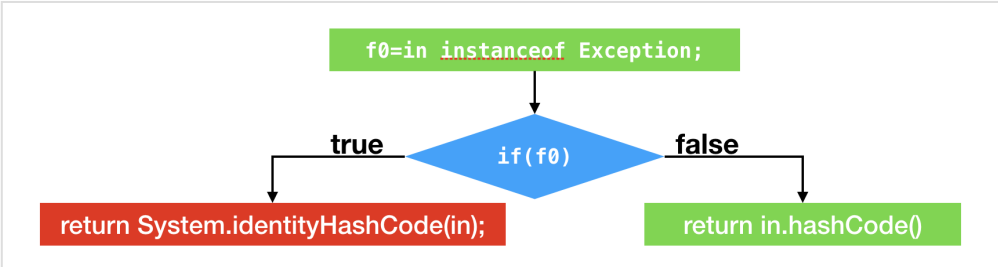 f0=in instanceof Exception;
true
if(f0)
false
return System.identityHashCode(in);
return in.hashCode()